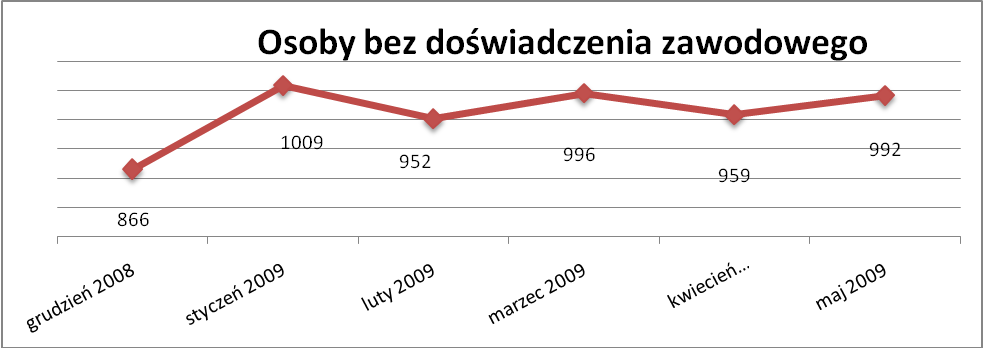 Osoby bez doświadczenia zawodowego
866
1009
952
996
959
992
grudzień 2008
styczeń 2009
luty 2009
marzec 2009
kwiecień...
maj 2009